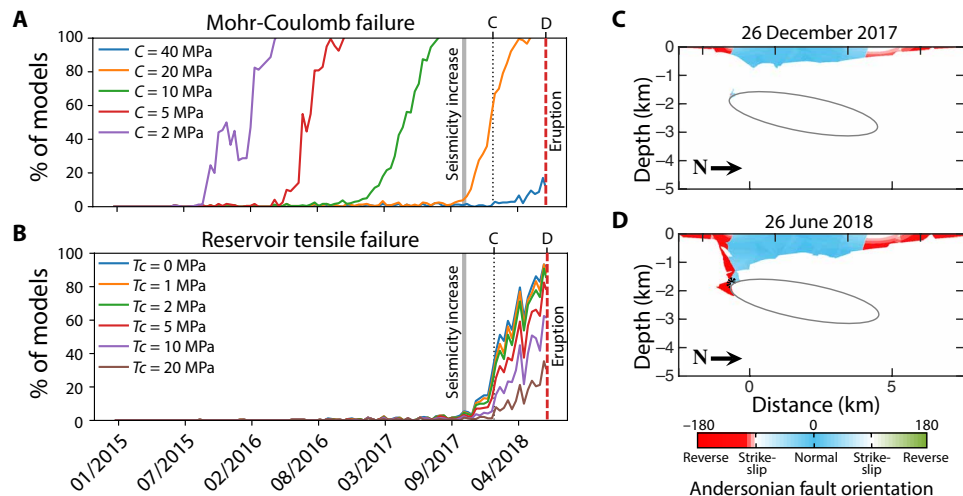 A
Mohr-Coulomb failure
C
D
100
80
60
40
20
0
% of models
C = 40 MPa
C = 20 MPa
C = 10 MPa
C = 5 MPa
C = 2 MPa
Seismicity increase
Eruption
B
Reservoir tensile failure
C
D
100
80
60
40
20
0
% of models
Tc = 0 MPa
Tc = 1 MPa
Tc = 2 MPa
Tc = 5 MPa
Tc = 10 MPa
Tc = 20 MPa
Seismicity increase
Eruption
01/2015
07/2015
02/2016
08/2016
03/2017
09/2017
04/2018
C
26 December 2017
0
−1
−2
−3
−4
−5
Depth (km)
N
D
26 June 2018
0
−1
−2
−3
−4
−5
Depth (km)
N
0
5
Distance (km)
−180
0
180
Reverse
Strike-
slip
Normal
Strike-
slip
Reverse
Andersonian fault orientation